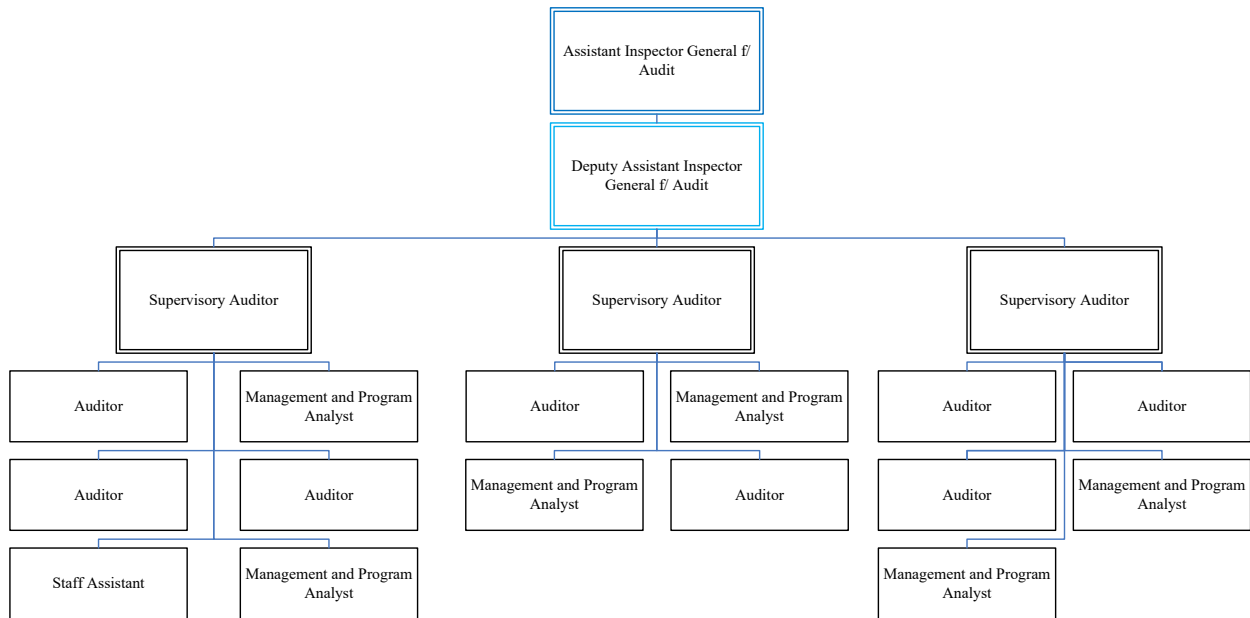 Assistant Inspector General f/
Audit
Deputy Assistant Inspector
General f/ Audit
Supervisory Auditor
Supervisory Auditor
Supervisory Auditor
Auditor
Management and Program
Analyst
Auditor
Management and Program
Analyst
Auditor
Auditor
Auditor
Auditor
Management and Program
Analyst
Auditor
Auditor
Management and Program
Analyst
Staff Assistant
Management and Program
Analyst
Management and Program
Analyst